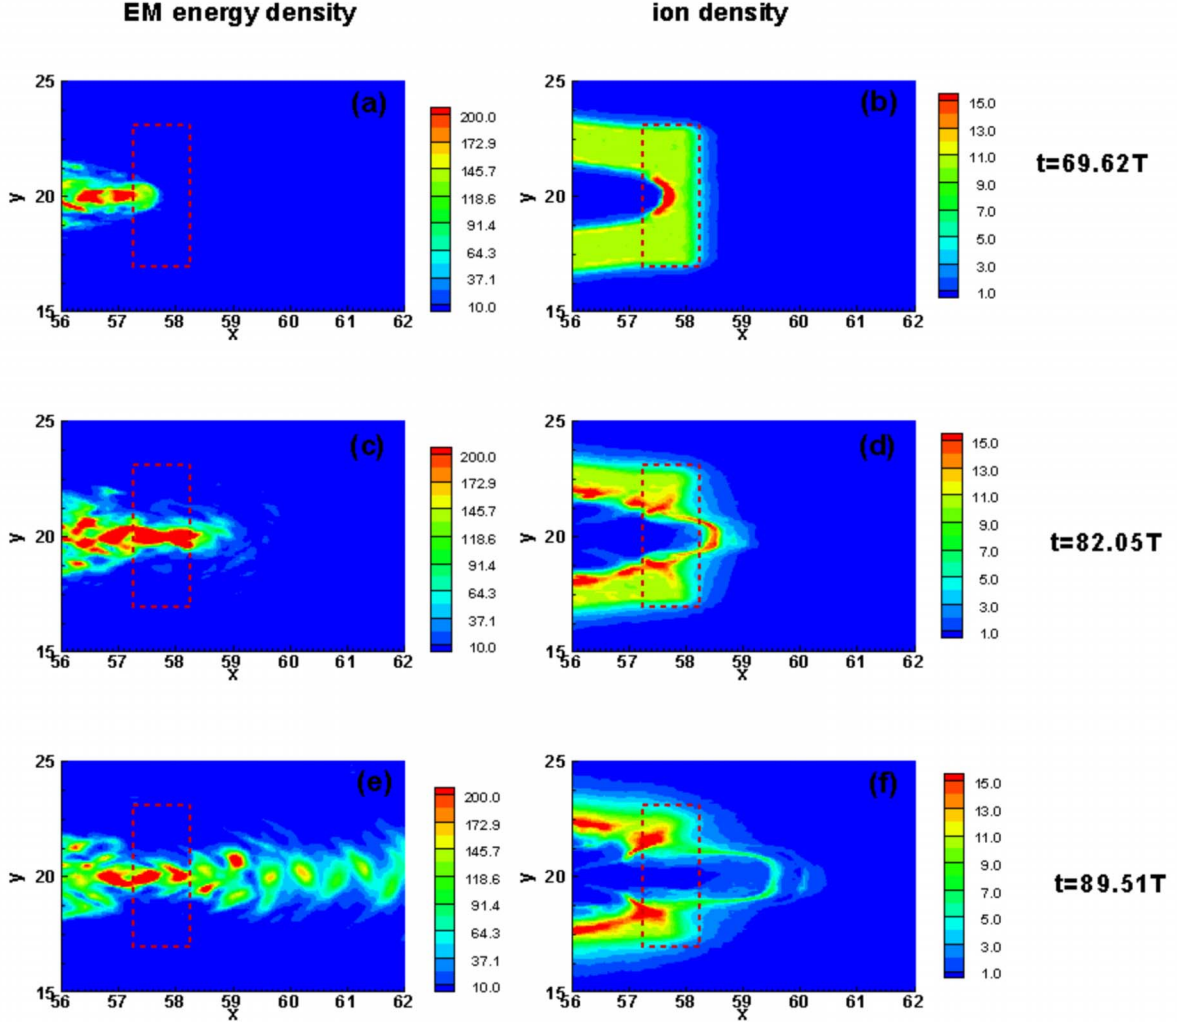 EM energy density
ion density
25
20
15
y
56 57 58 59 60 61 62
x
(a)
200.0
172.9
145.7
118.6
91.4
64.3
37.1
10.0
25
20
15
y
56 57 58 59 60 61 62
x
(b)
15.0
13.0
11.0
9.0
7.0
5.0
3.0
1.0
t=69.62T
25
20
15
y
56 57 58 59 60 61 62
x
(c)
200.0
172.9
145.7
118.6
91.4
64.3
37.1
10.0
25
20
15
y
56 57 58 59 60 61 62
x
(d)
15.0
13.0
11.0
9.0
7.0
5.0
3.0
1.0
t=82.05T
25
20
15
y
56 57 58 59 60 61 62
x
(e)
200.0
172.9
145.7
118.6
91.4
64.3
37.1
10.0
25
20
15
y
56 57 58 59 60 61 62
x
(f)
15.0
13.0
11.0
9.0
7.0
5.0
3.0
1.0
t=89.51T